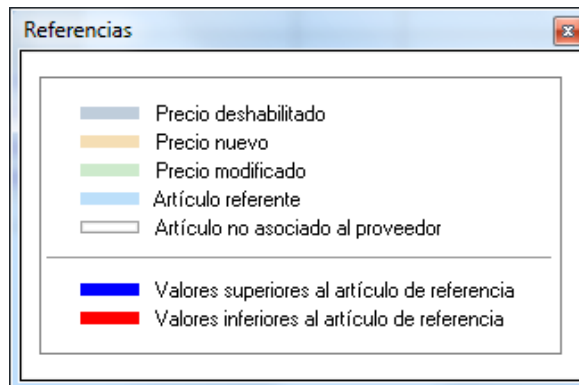 Referencias
Precio deshabilitado
Precio nuevo
Precio modificado
Artículo referente
Artículo no asociado al proveedor
Valores superiores al artículo de referencia
Valores inferiores al artículo de referencia